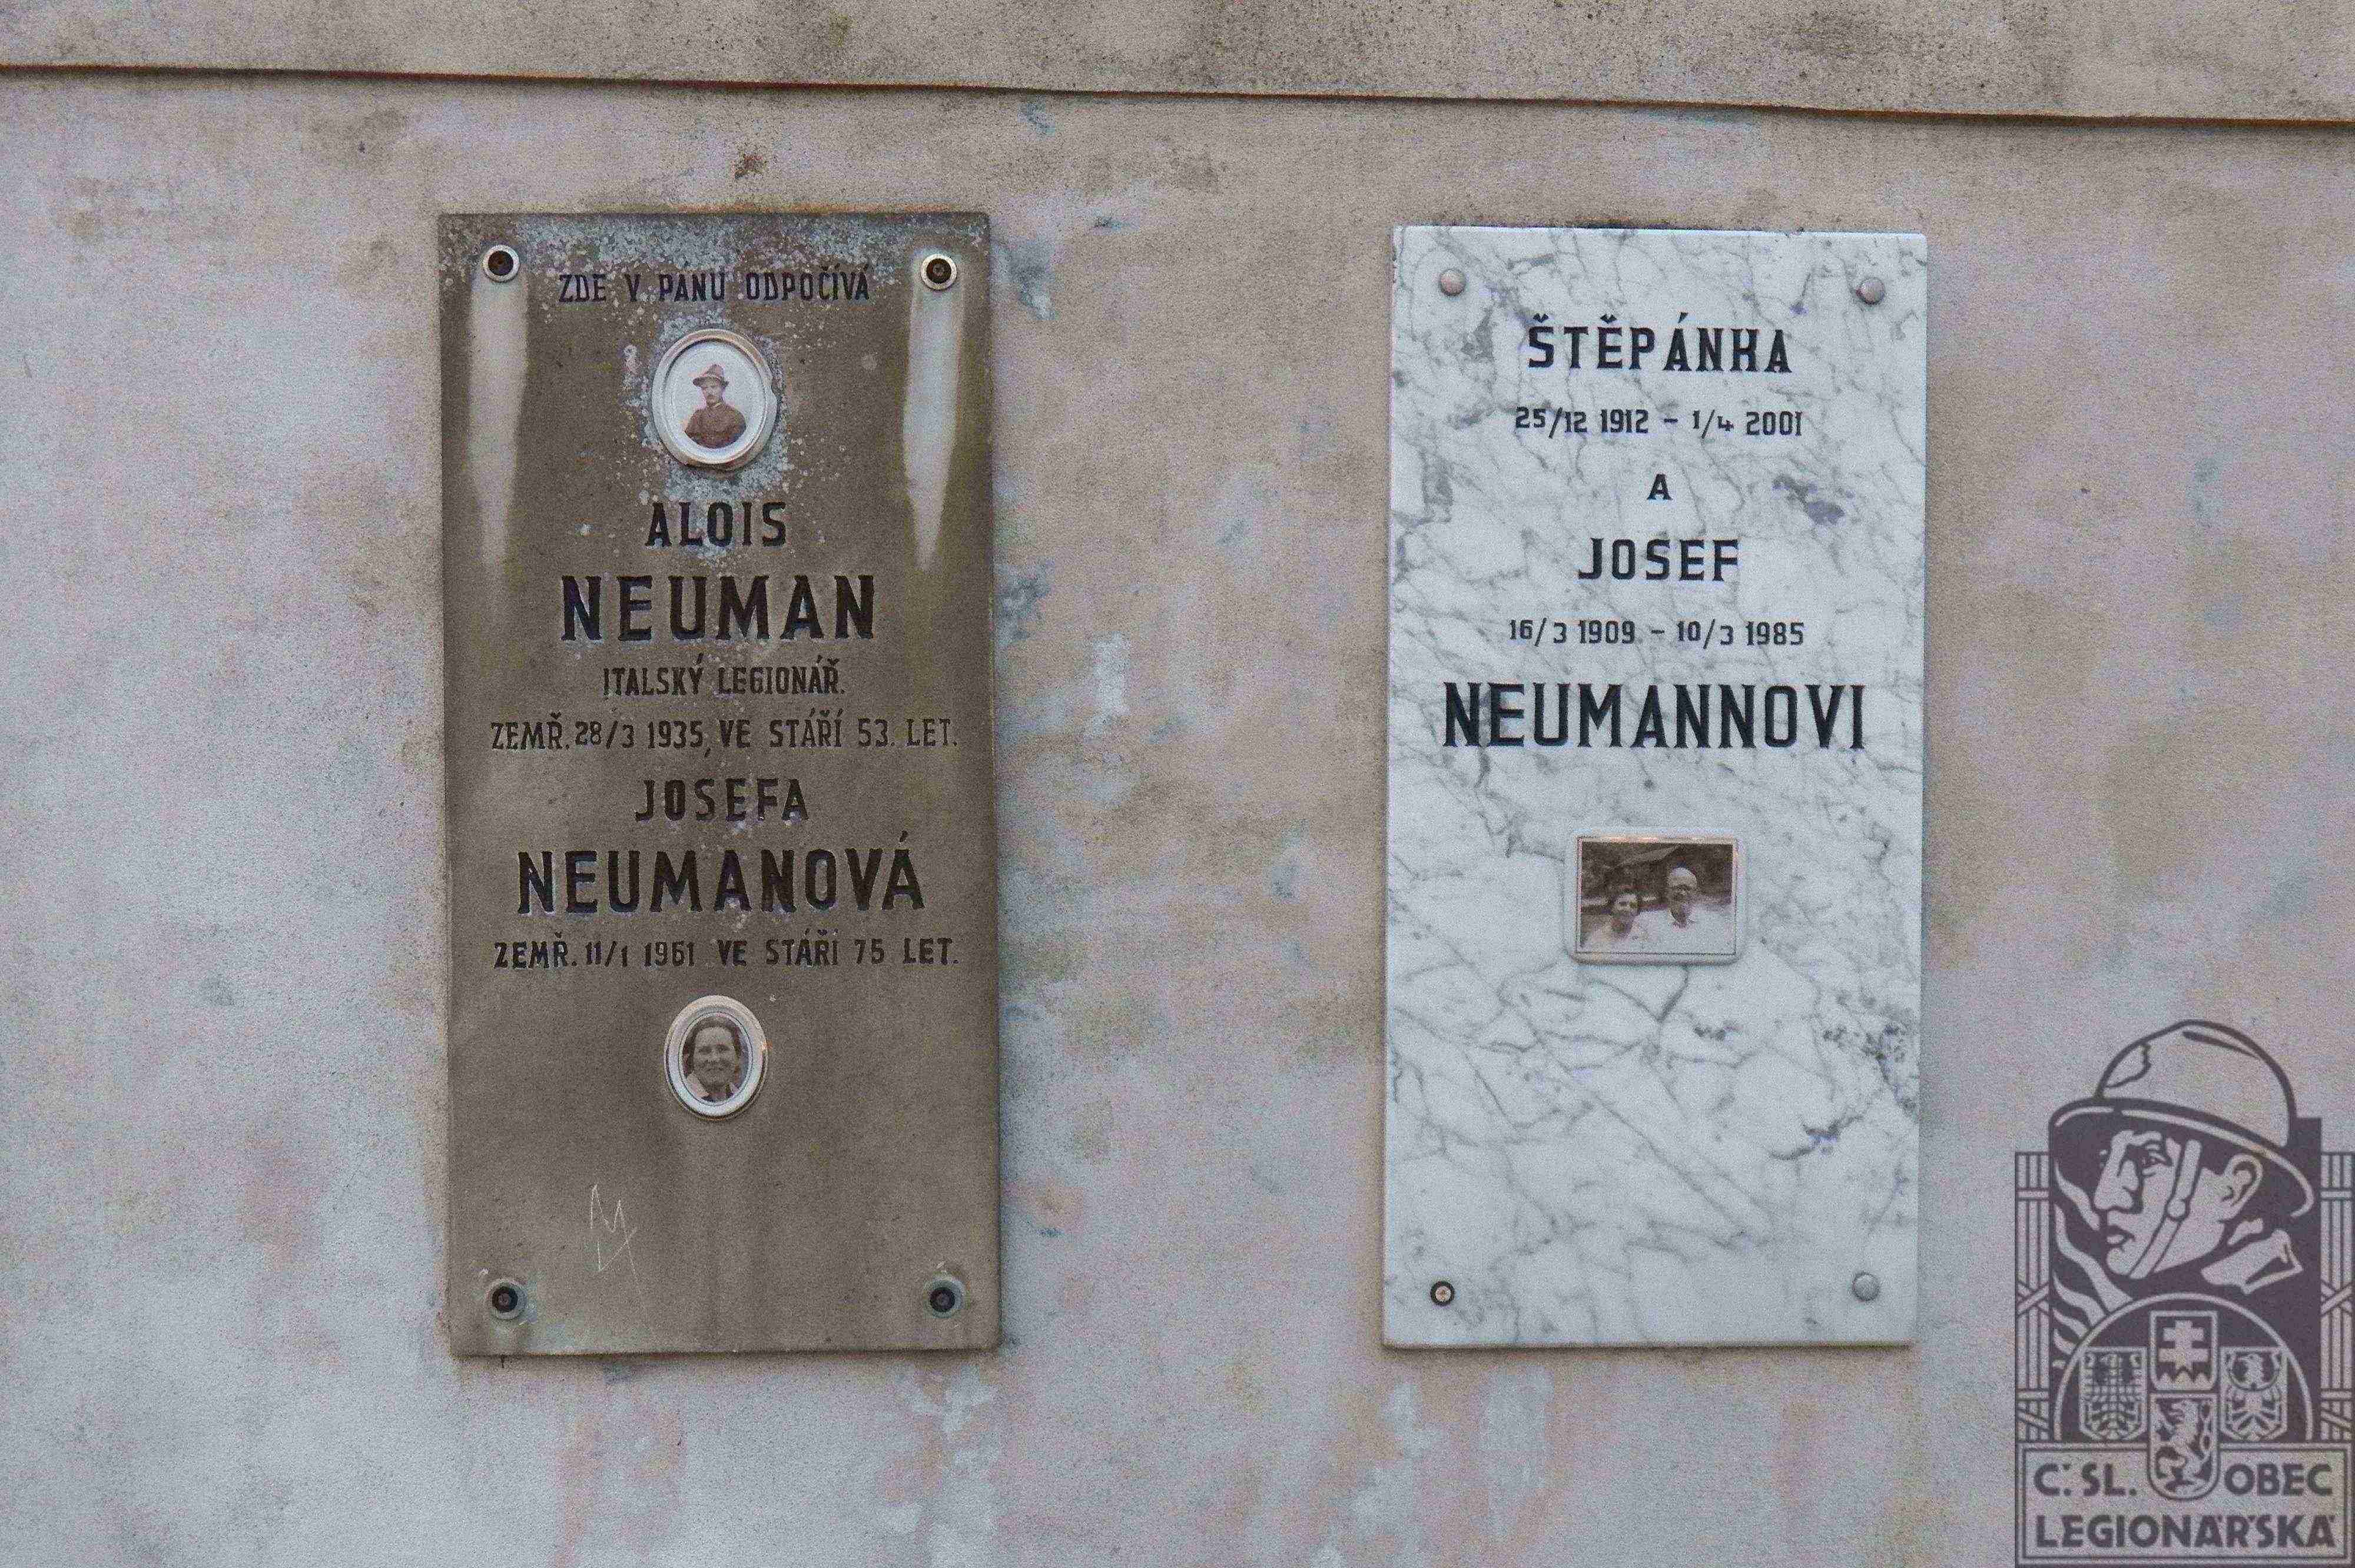 ZDE V PÁNU ODPOČÍVÁ
ALOIS
NEUMAN
ITALSKÝ LEGIONÁŘ.
ZEMŘ. 28/3 1935, VE STÁŘÍ 53. LET.
JOSEFA
NEUMANOVÁ
ZEMŘ. 11/1 1961 VE STÁŘÍ 75 LET.
ŠTĚPÁNKA
25/12 1912 - 1/4 2001
A
JOSEF
16/3 1909 - 10/3 1985
NEUMANNOVI
Č. SL. OBEC
LEGIONÁŘSKÁ